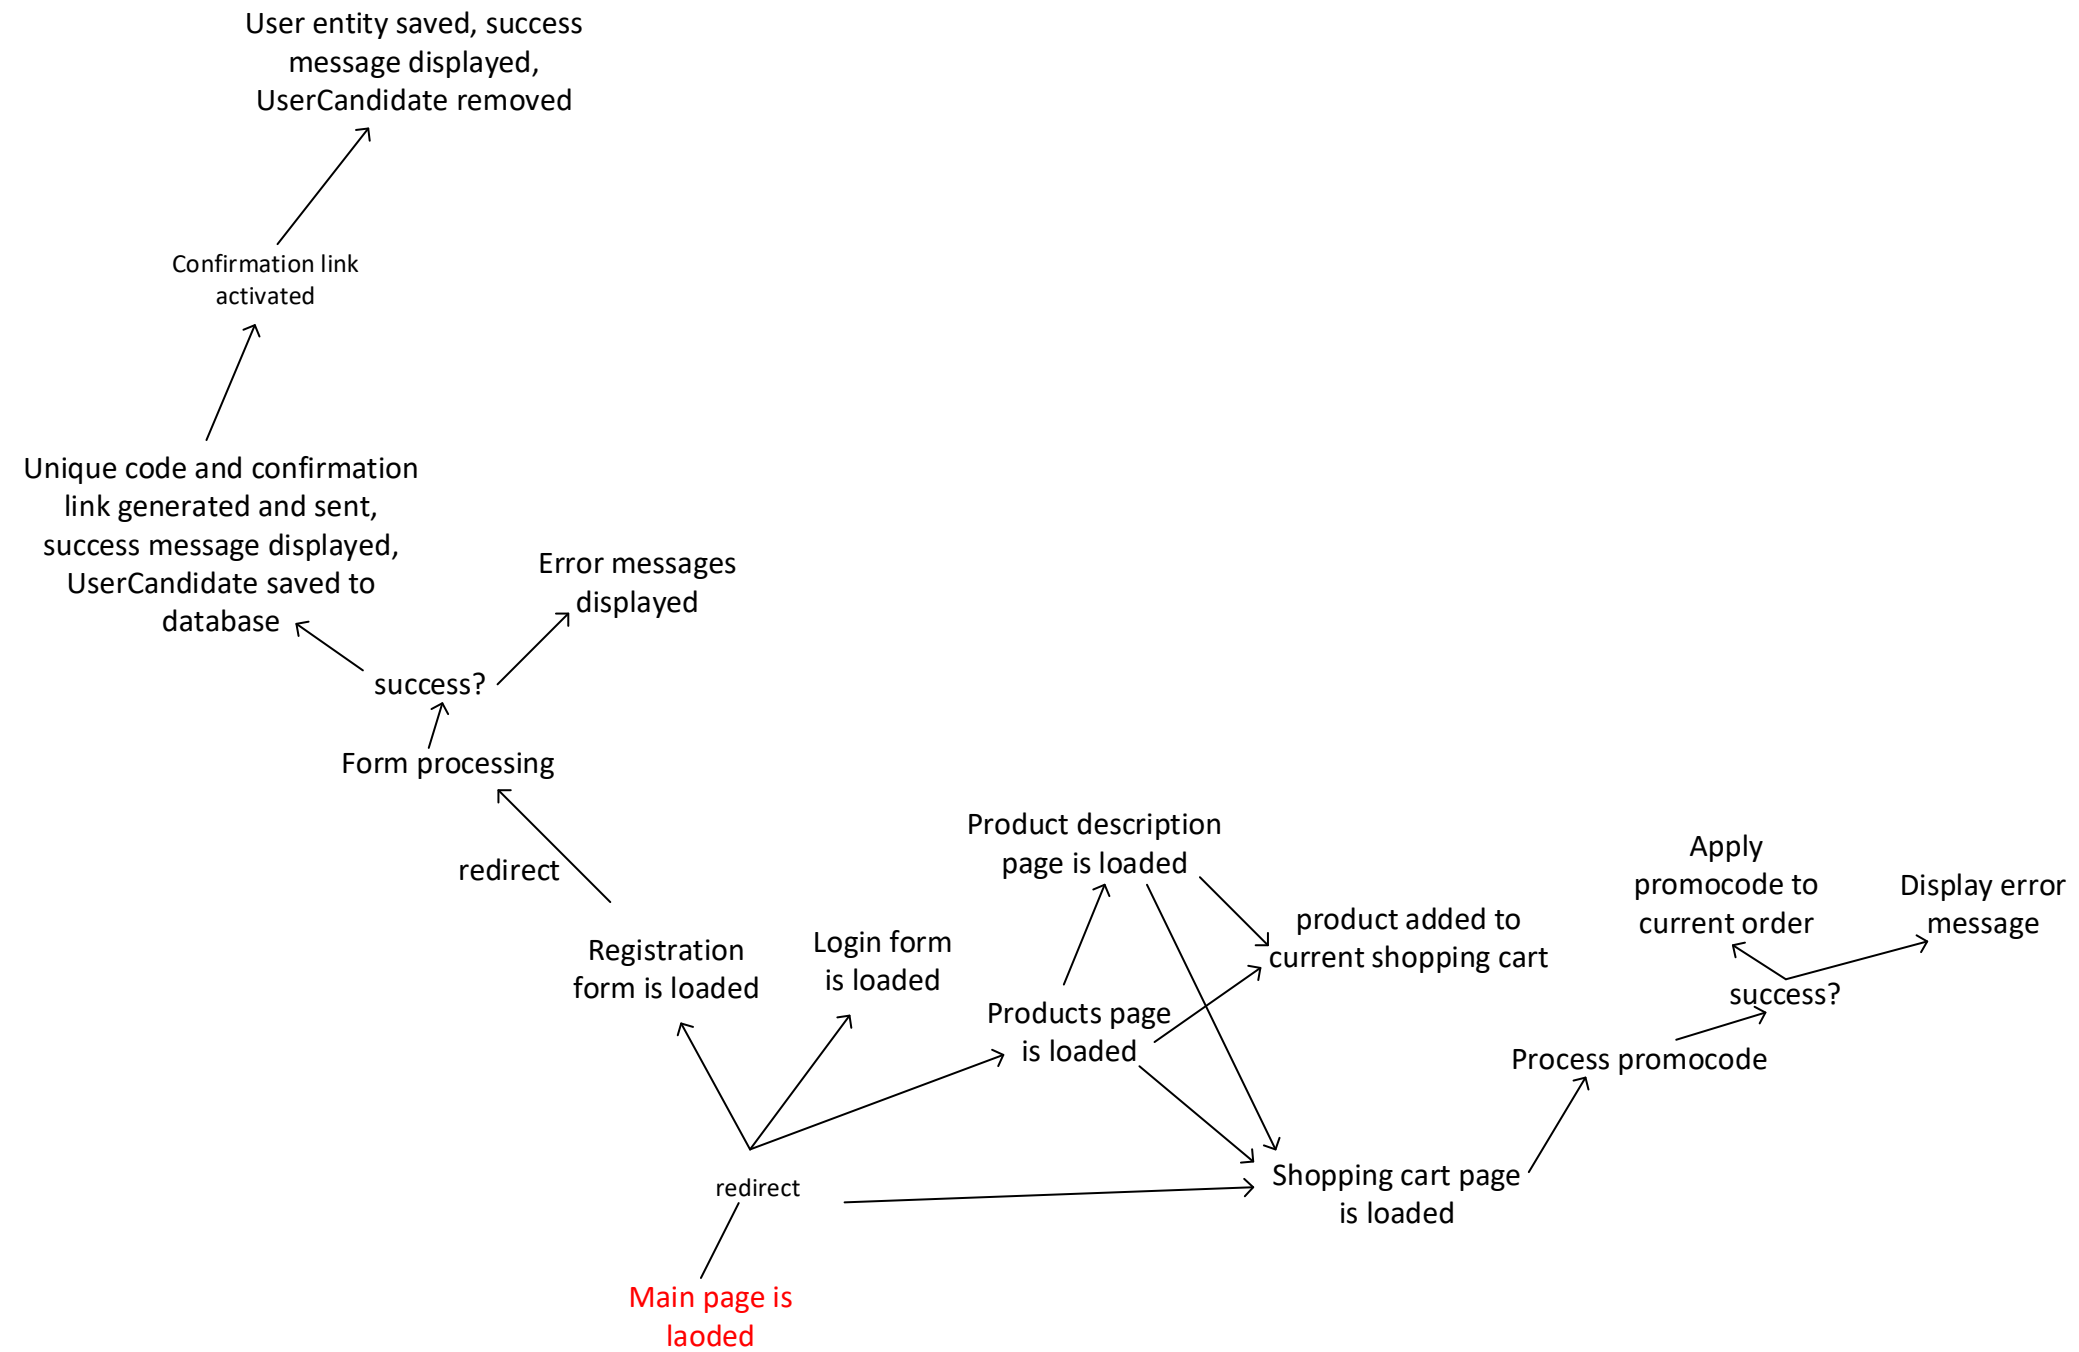 User entity saved, success
message displayed,
UserCandidate removed
Confirmation link
activated
Unique code and confirmation
link generated and sent,
success message displayed,
UserCandidate saved to
database
Error messages
displayed
success?
Form processing
redirect
Registration
form is loaded
Login form
is loaded
Product description
page is loaded
product added to
current shopping cart
Products page
is loaded
Apply
promocode to
current order
Display error
message
success?
Process promocode
Shopping cart page
is loaded
redirect
Main page is
laoded